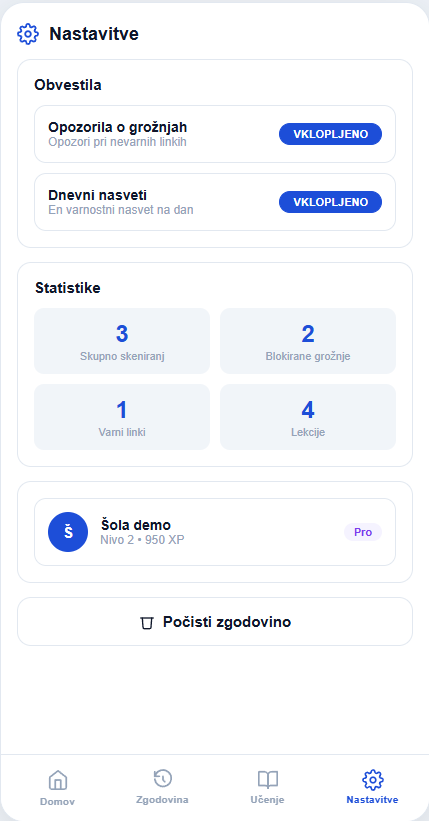 Nastavitve
Obvestila
Opozorila o grožnjah
Opozori pri nevarnih linkih
VKLOPLJENO
Dnevni nasveti
En varnostni nasvet na dan
VKLOPLJENO
Statistike
3
Skupno skeniranj
2
Blokirane grožnje
1
Varni linki
4
Lekcije
Š
Šola demo
Nivo 2 • 950 XP
Pro
Počisti zgodovino
Domov
Zgodovina
Učenje
Nastavitve